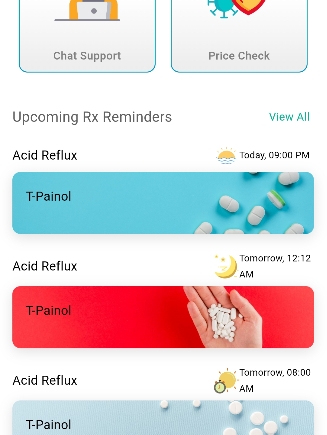 Chat Support
Price Check
Upcoming Rx Reminders
View All
Acid Reflux
Today, 09:00 PM
T-Painol
Acid Reflux
Tomorrow, 12:12
AM
T-Painol
Acid Reflux
Tomorrow, 08:00
AM
T-Painol